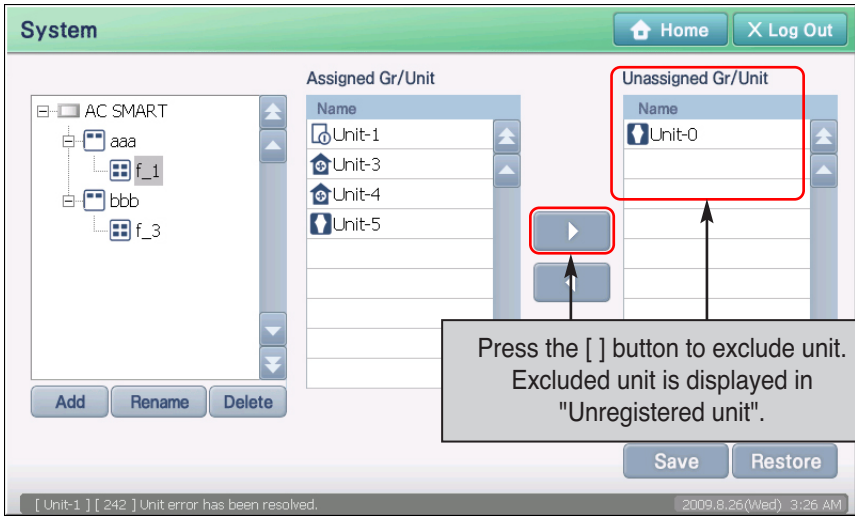 System
Home
X Log Out
Assigned Gr/Unit
Unassigned Gr/Unit
AC SMART
aaa
f_1
bbb
f_3
Name
Unit-1
Unit-3
Unit-4
Unit-5
Name
Unit-0
Press the [ ] button to exclude unit.
Excluded unit is displayed in
"Unregistered unit".
Add
Rename
Delete
Save
Restore
[ Unit-1 ] [ 242 ] Unit error has been resolved.
2009.8.26(Wed) 3:26 AM